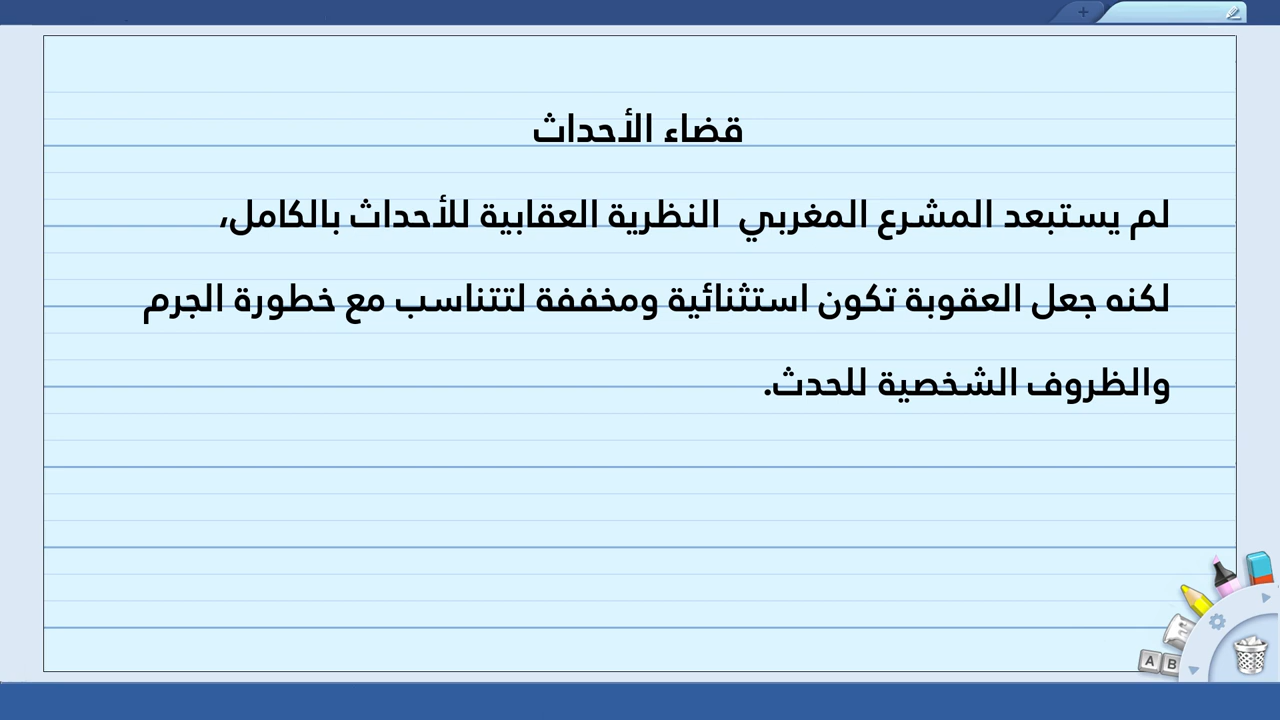 قضاء الأحداث
لم يستبعد المشرع المغربي النظرية العقابية للأحداث بالكامل،
لكنه جعل العقوبة تكون استثنائية ومخففة لتتناسب مع خطورة الجرم
والظروف الشخصية للحدث.
A B